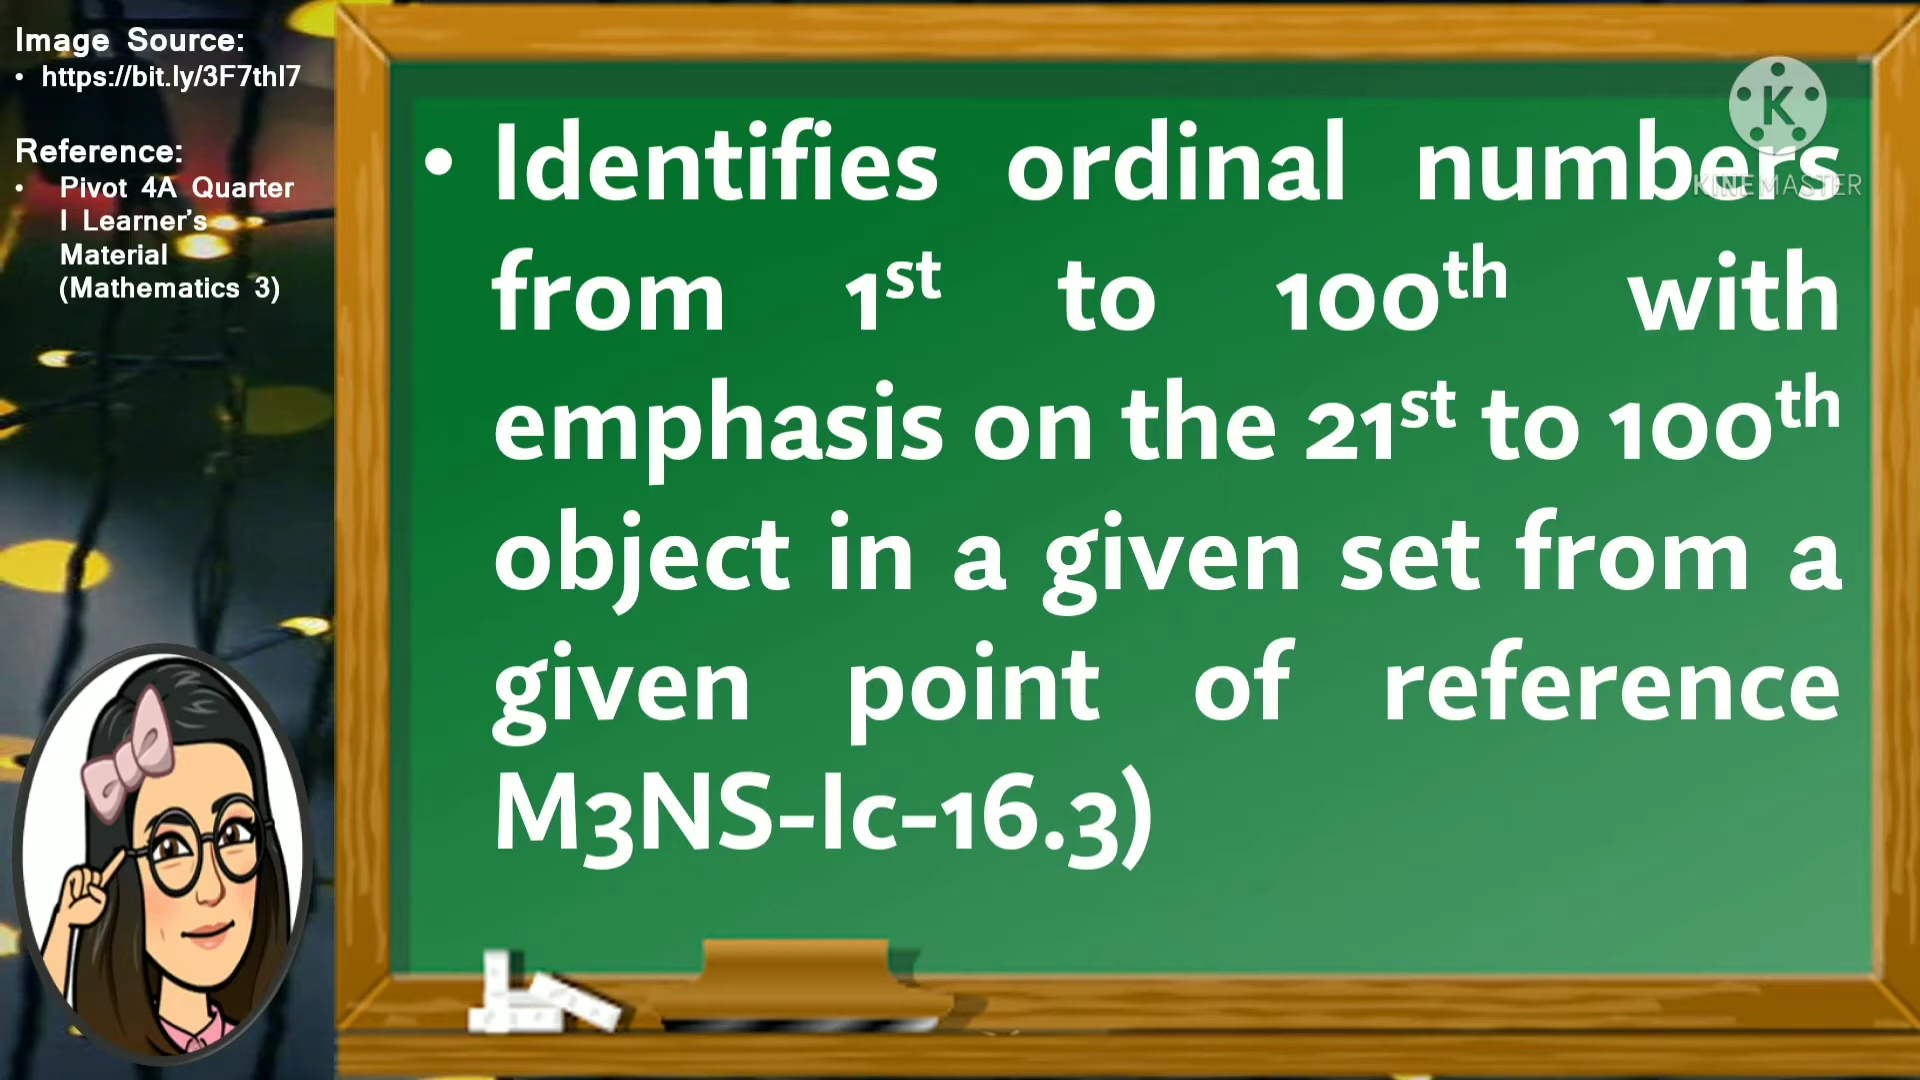 Image Source:
• https://bit.ly/3F7thI7
Reference:
• Pivot 4A Quarter
I Learner's
Material
(Mathematics 3)
• Identifies ordinal numbers
from 1st to 100th with
emphasis on the 21st to 100th
object in a given set from a
given point of reference
M3NS-Ic-16.3)
K
KINEMASTER